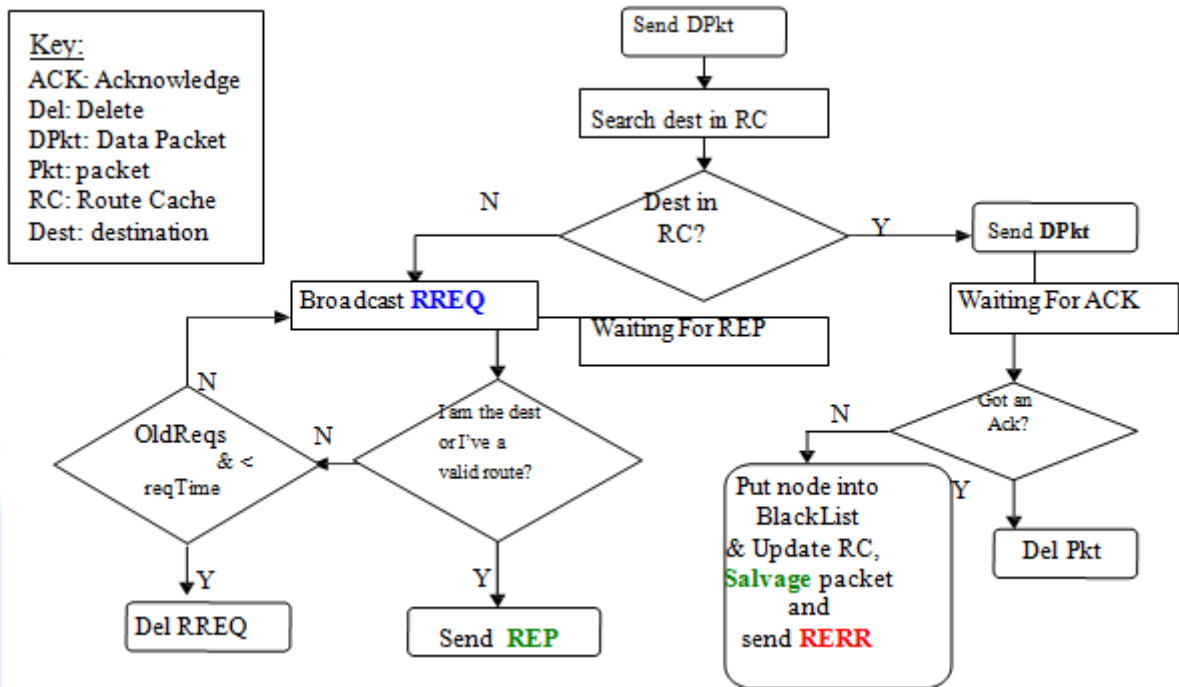 Key:
ACK: Acknowledge
Del: Delete
DPkt: Data Packet
Pkt: packet
RC: Route Cache
Dest: destination
Send DPkt
Search dest in RC
Dest in
RC?
N
Y
Send DPkt
Waiting For ACK
Broadcast RREQ
Waiting For REP
Got an
Ack?
N
Y
I am the dest
or I've a
valid route?
N
Y
OldReqs
& <
reqTime
N
Y
Del RREQ
Send REP
Put node into
BlackList
& Update RC,
Salvage packet
and
send RERR
Del Pkt